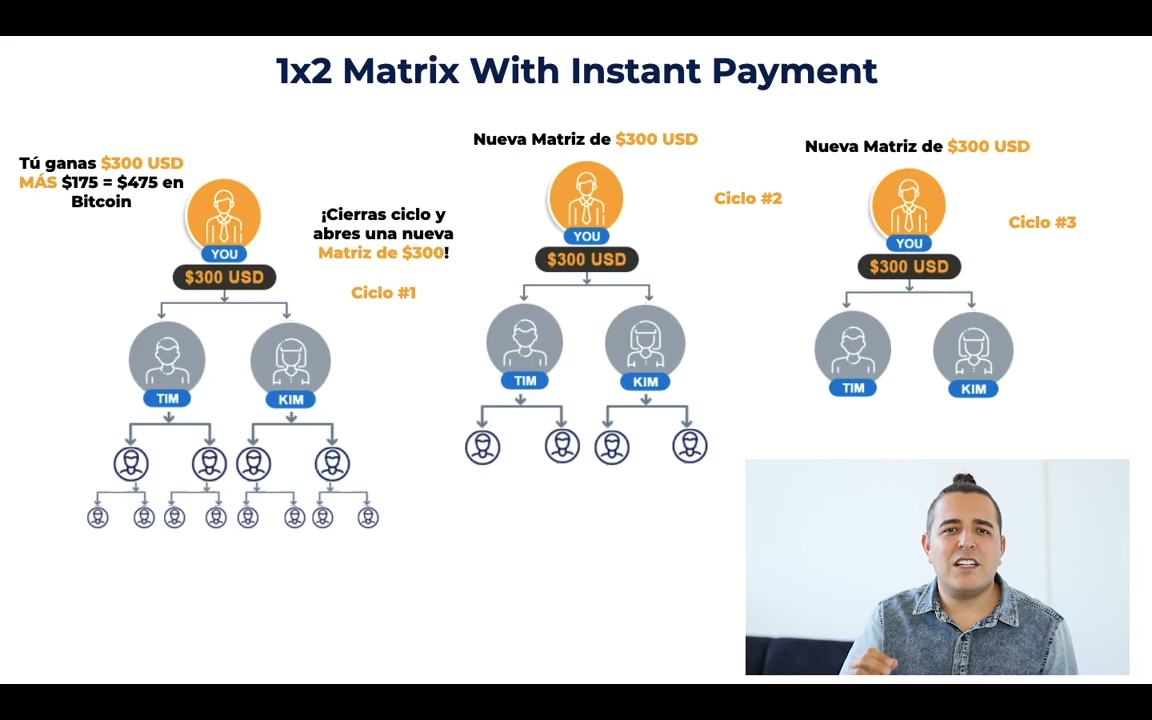 1x2 Matrix With Instant Payment
Tú ganas $300 USD
MÁS $175 = $475 en
Bitcoin
YOU
$300 USD
¡Cierras ciclo y
abres una nueva
Matriz de $300!
Ciclo #1
TIM
KIM
Nueva Matriz de $300 USD
YOU
$300 USD
Ciclo #2
TIM
KIM
Nueva Matriz de $300 USD
YOU
$300 USD
Ciclo #3
TIM
KIM